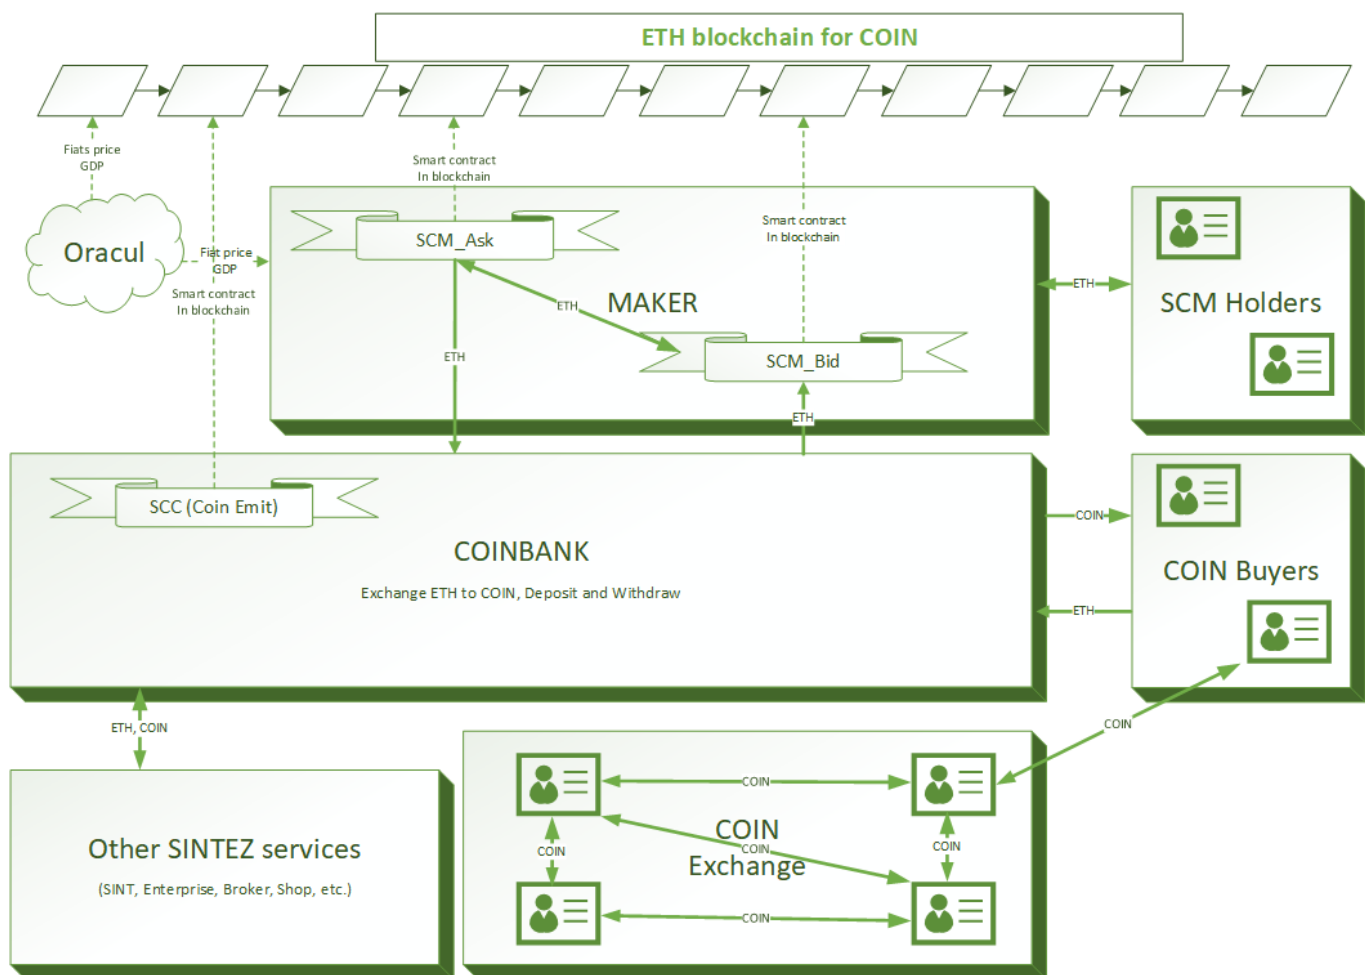 ETH blockchain for COIN
Fiats price
GDP
Smart contract
In blockchain
Oracul
Fiat price
GDP
Smart contract
In blockchain
SCM_Ask
Smart contract
In blockchain
ETH
MAKER
ETH
SCM_Bid
ETH
ETH
SCM Holders
SCC (Coin Emit)
COINBANK
Exchange ETH to COIN, Deposit and Withdraw
COIN
COIN Buyers
ETH
ETH, COIN
COIN
Other SINTEZ services
(SINT, Enterprise, Broker, Shop, etc.)
COIN
COIN
COIN
Exchange
COIN
COIN
COIN